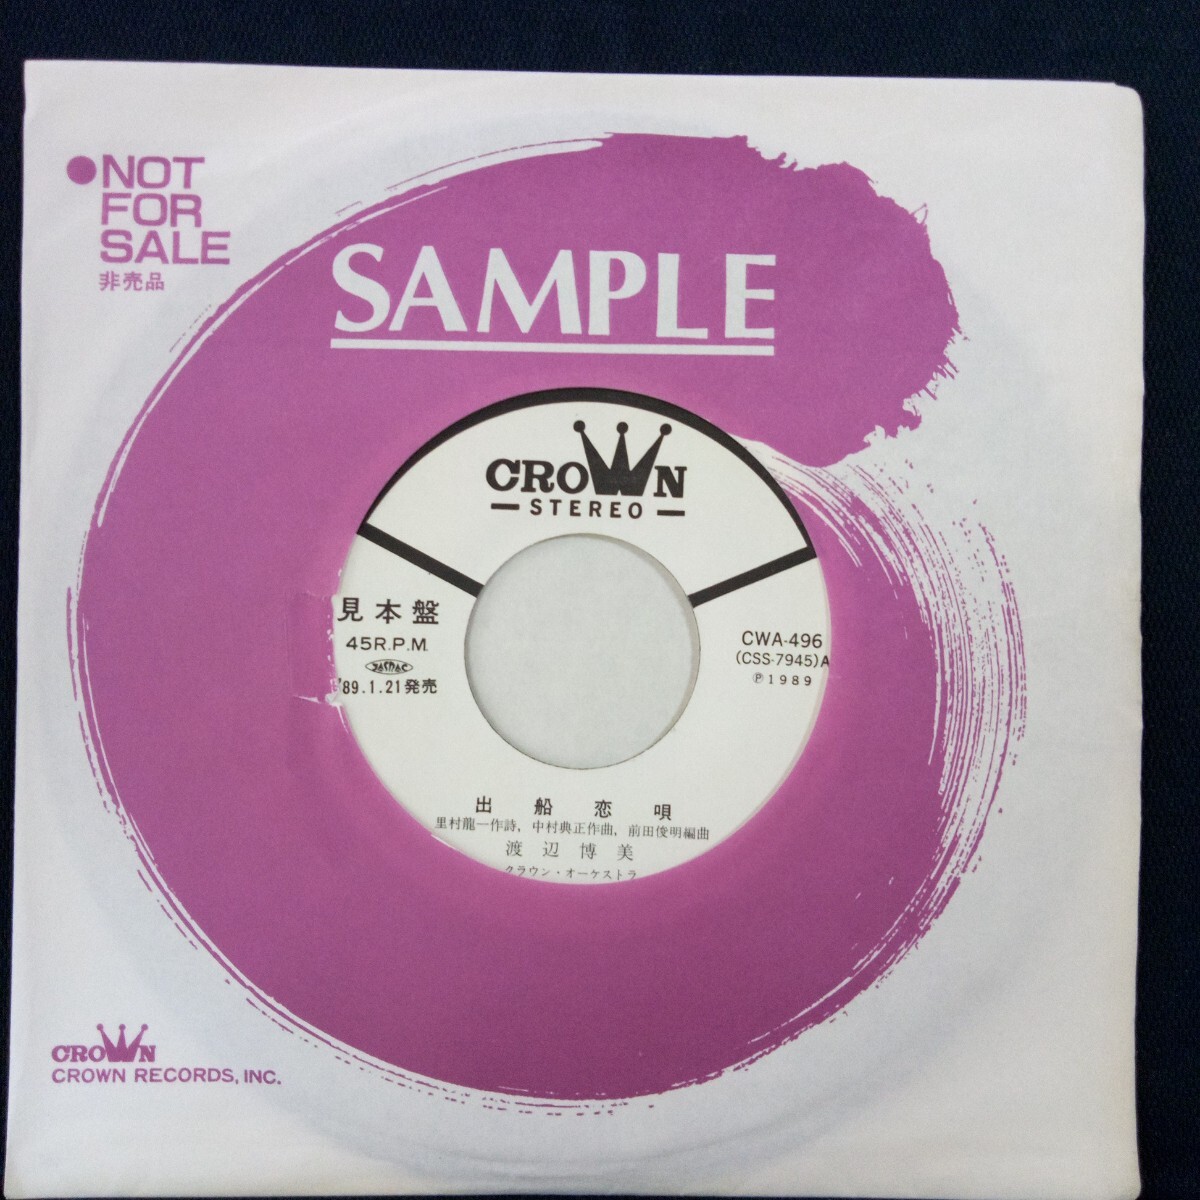 ●NOT
FOR
SALE
非売品
SAMPLE
CROWN
STEREO
見本盤
45R.P.M.
JASRAC
'89.1.21発売
CWA-496
(CSS-7945)A
Ⓟ1989
出船恋唄
里村龍一作詩, 中村典正作曲, 前田俊明編曲
渡辺博美
クラウン・オーケストラ
CROWN
CROWN RECORDS, INC.